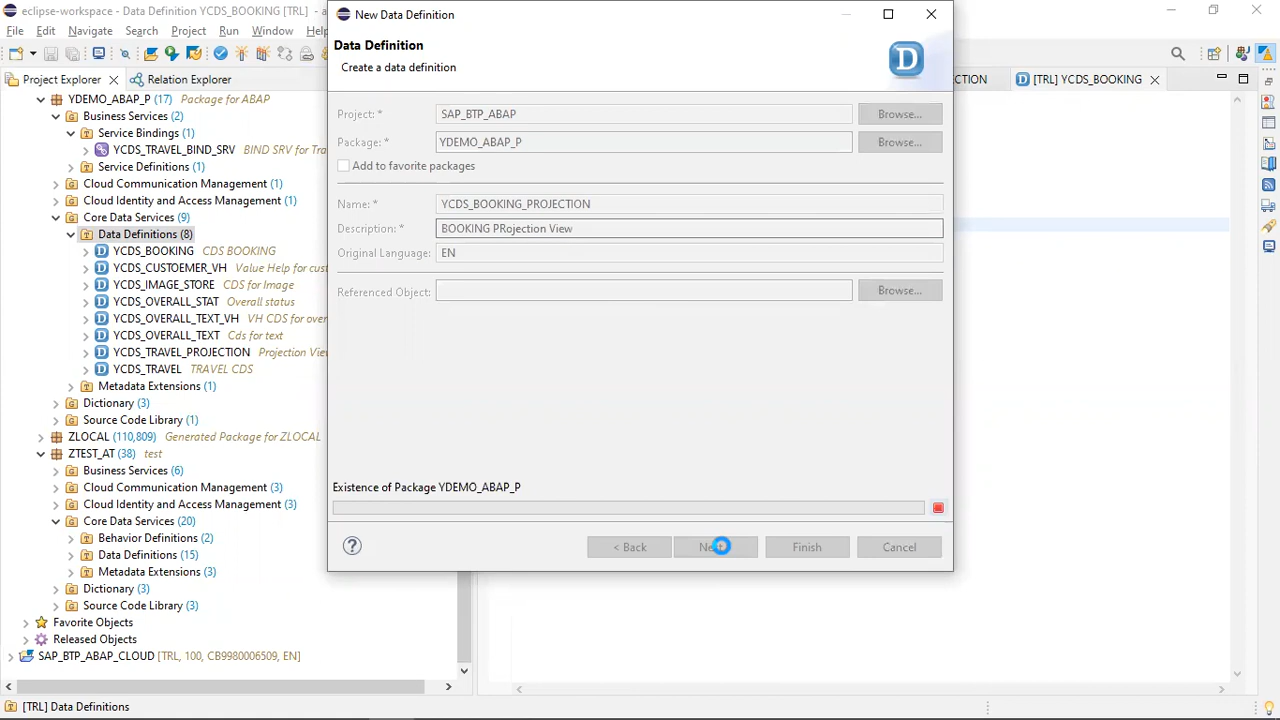 eclipse-workspace - Data Definition YCDS_BOOKING [TRL] - a
New Data Definition
File Edit Navigate Search Project Run Window Help
Data Definition
Create a data definition
D
Project Explorer Relation Explorer
CTION [TRL] YCDS_BOOKING
YDEMO_ABAP_P (17) Package for ABAP
Business Services (2)
Service Bindings (1)
YCDS_TRAVEL_BIND_SRV BIND SRV for Tra
Service Definitions (1)
Cloud Communication Management (1)
Cloud Identity and Access Management (1)
Core Data Services (9)
Data Definitions (8)
YCDS_BOOKING CDS BOOKING
YCDS_CUSTOEMER_VH Value Help for cust
YCDS_IMAGE_STORE CDS for Image
YCDS_OVERALL_STAT Overall status
YCDS_OVERALL_TEXT_VH VH CDS for over
YCDS_OVERALL_TEXT Cds for text
YCDS_TRAVEL_PROJECTION Projection View
YCDS_TRAVEL TRAVEL CDS
Metadata Extensions (1)
Dictionary (3)
Source Code Library (1)
ZLOCAL (110,809) Generated Package for ZLOCAL
ZTEST_AT (38) test
Business Services (6)
Cloud Communication Management (3)
Cloud Identity and Access Management (3)
Core Data Services (20)
Behavior Definitions (2)
Data Definitions (15)
Metadata Extensions (3)
Dictionary (3)
Source Code Library (3)
Favorite Objects
Released Objects
SAP_BTP_ABAP_CLOUD [TRL, 100, CB9980006509, EN]
Project: * SAP_BTP_ABAP Browse...
Package: * YDEMO_ABAP_P Browse...
Add to favorite packages
Name: * YCDS_BOOKING_PROJECTION
Description: * BOOKING PRojection View
Original Language: EN
Referenced Object: Browse...
Existence of Package YDEMO_ABAP_P
< Back Finish Cancel
[TRL] Data Definitions